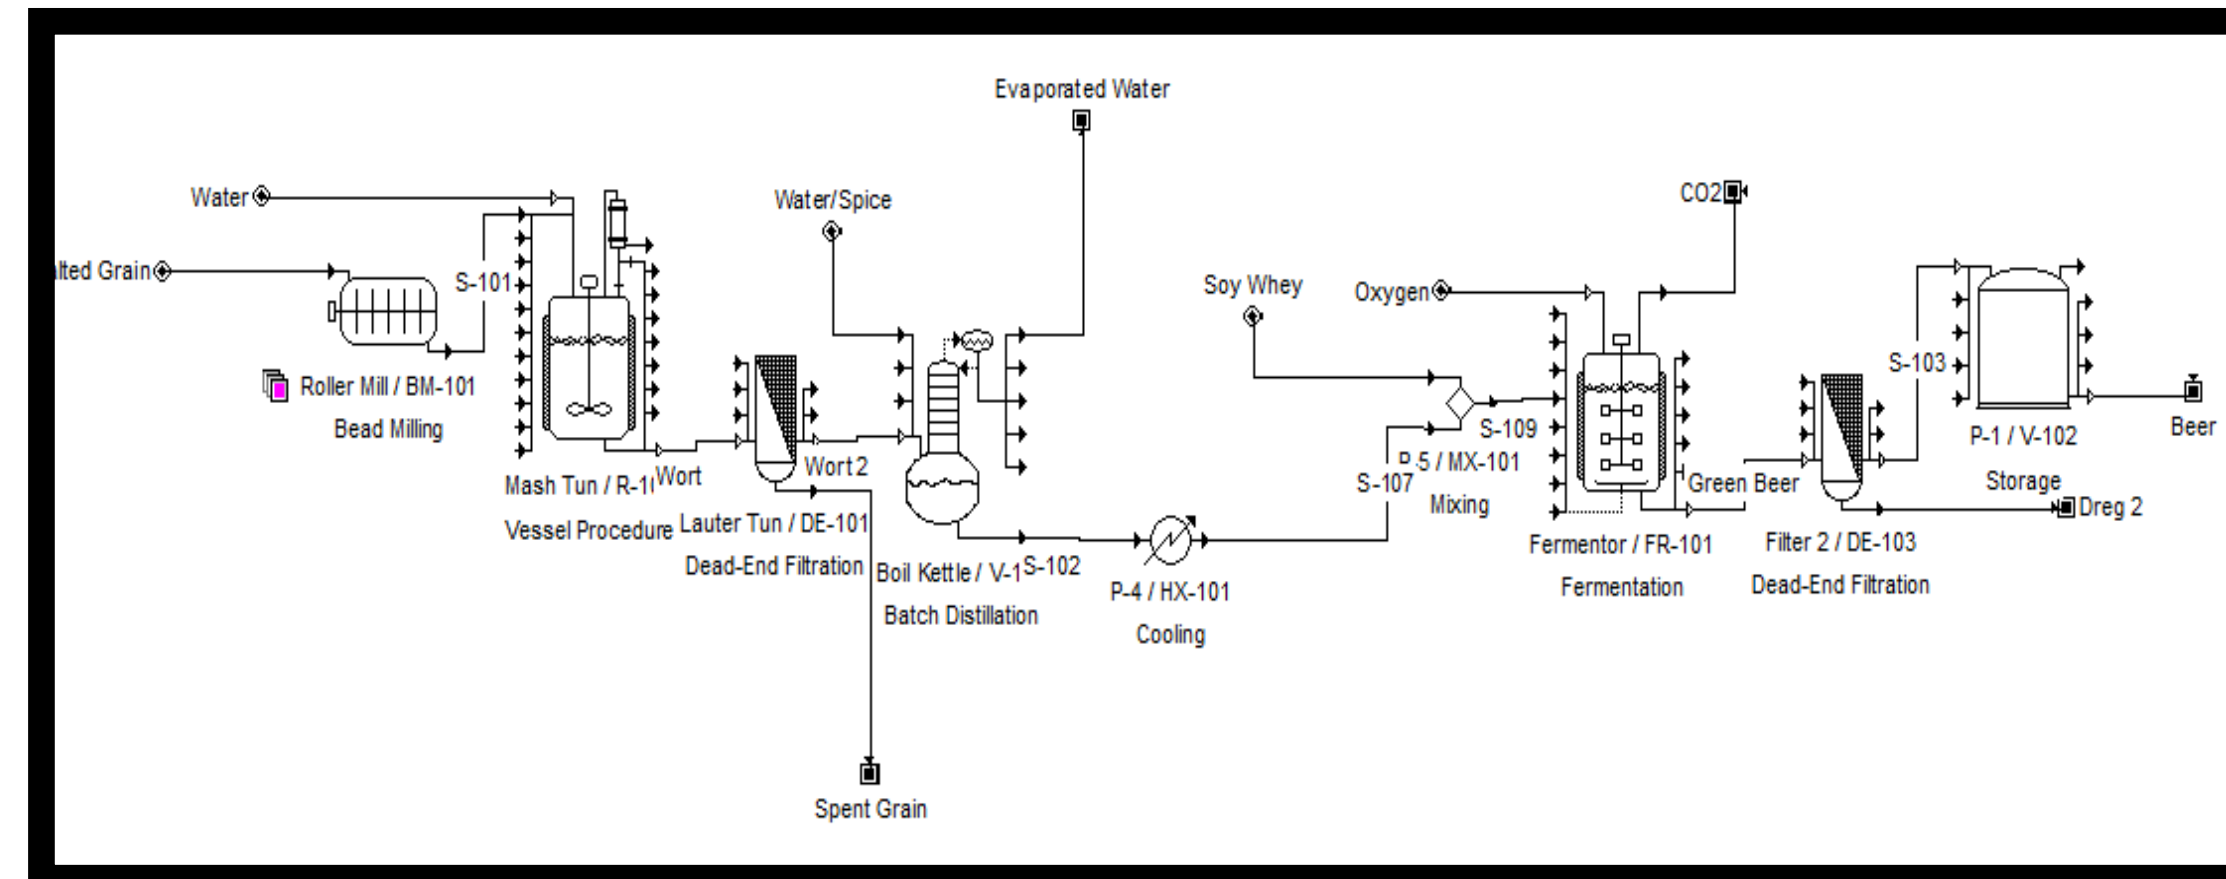 Evaporated Water
Water
Water/Spice
CO2
lted Grain
S-101
Soy Whey
Oxygen
S-103
Roller Mill / BM-101
Bead Milling
Beer
P-1 / V-102
Storage
S-109
P-5 / MX-101
Mixing
S-107
Wort
Wort 2
Mash Tun / R-1
Vessel Procedure
Green Beer
Dreg 2
Lauter Tun / DE-101
Dead-End Filtration
Fermentor / FR-101
Fermentation
Filter 2 / DE-103
Dead-End Filtration
Boil Kettle / V-1
Batch Distillation
S-102
P-4 / HX-101
Cooling
Spent Grain